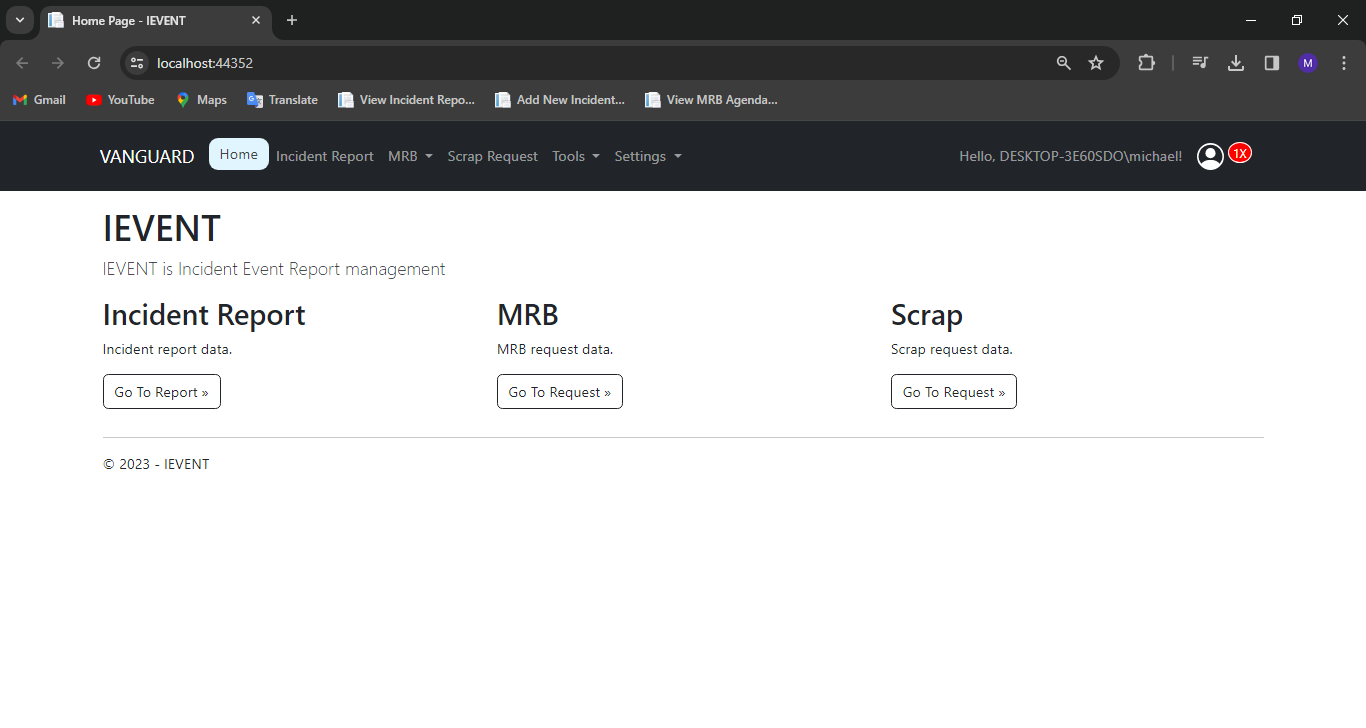 Home Page - IEVENT
localhost:44352
M
Gmail YouTube Maps Translate View Incident Repo... Add New Incident... View MRB Agenda...
VANGUARD Home Incident Report MRB Scrap Request Tools Settings Hello, DESKTOP-3E60SDO\michael! 1X
IEVENT
IEVENT is Incident Event Report management
Incident Report
Incident report data.
Go To Report »
MRB
MRB request data.
Go To Request »
Scrap
Scrap request data.
Go To Request »
© 2023 - IEVENT